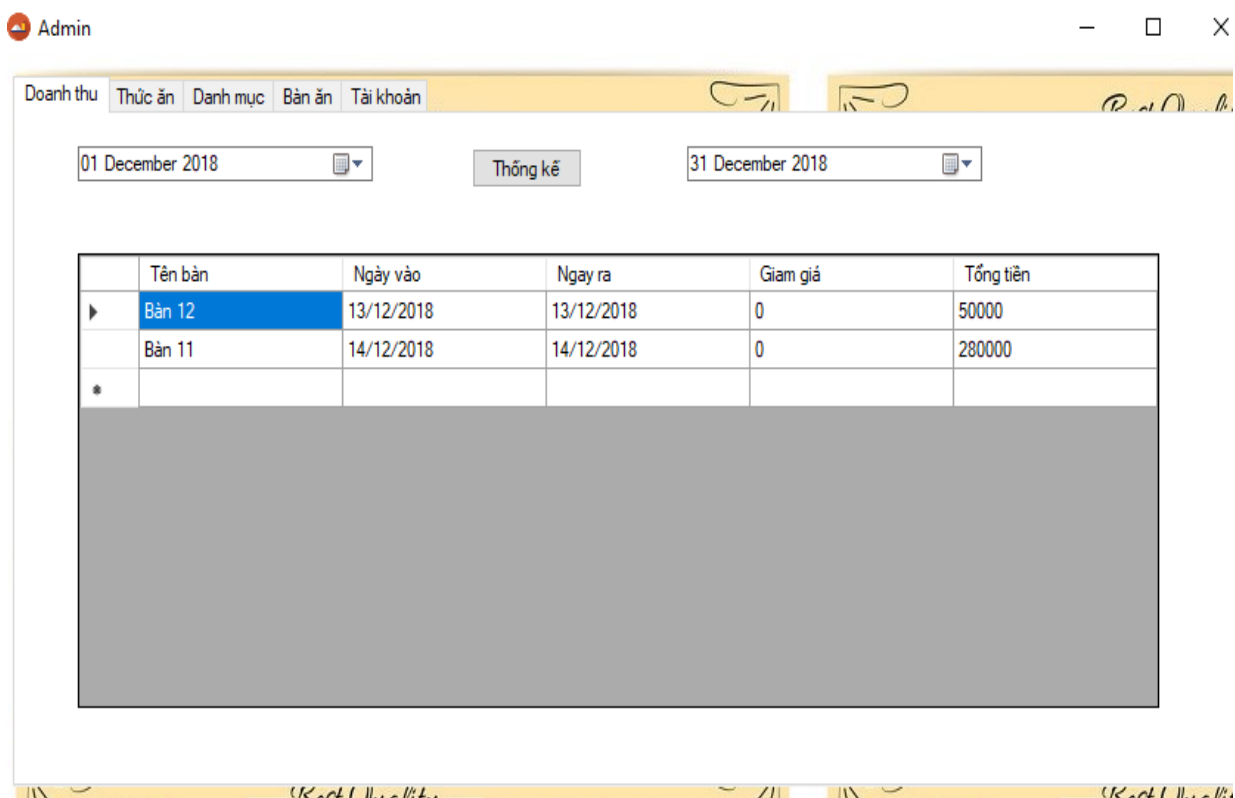 Admin
Doanh thu Thức ăn Danh mục Bàn ăn Tài khoản
01 December 2018 Thống kế 31 December 2018
Tên bàn Ngày vào Ngay ra Giam giá Tổng tiền
Bàn 12 13/12/2018 13/12/2018 0 50000
Bàn 11 14/12/2018 14/12/2018 0 280000
Best Quality